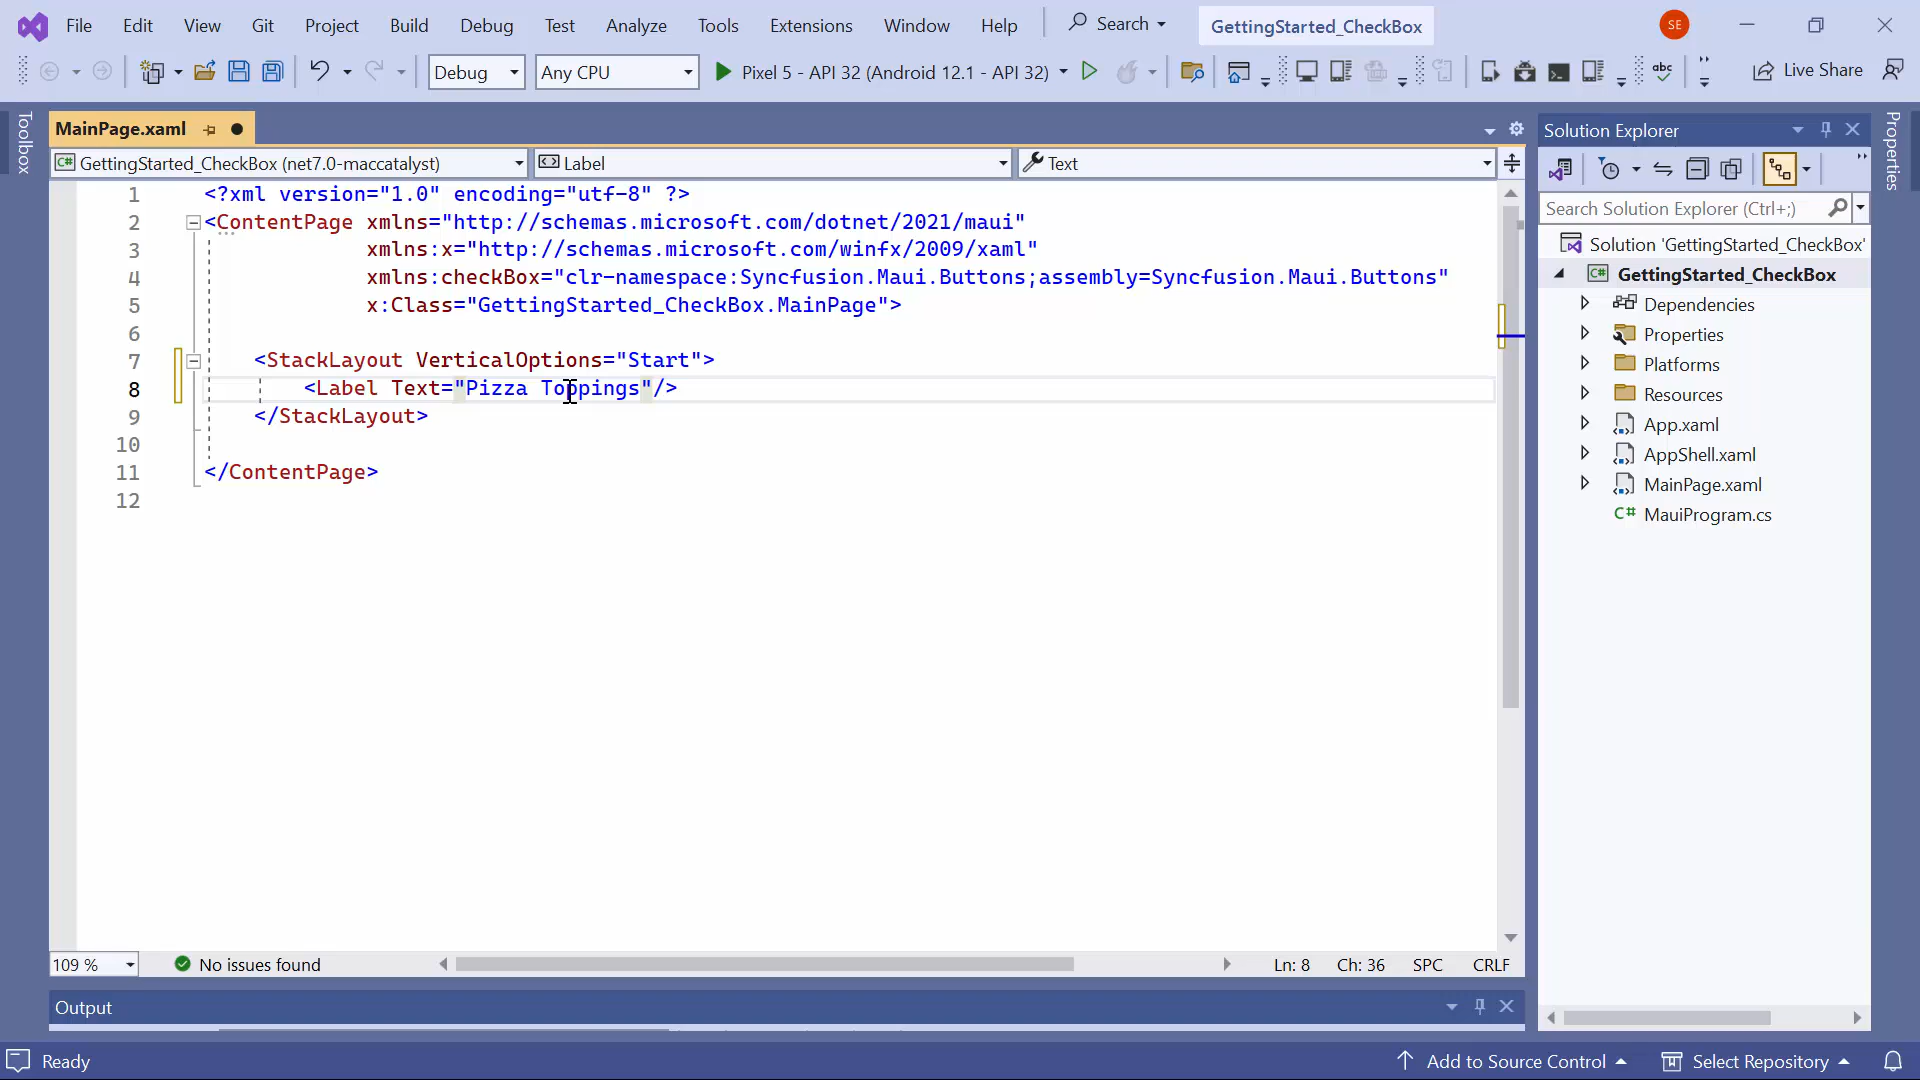 File Edit View Git Project Build Debug Test Analyze Tools Extensions Window Help Search GettingStarted_CheckBox SE
Debug Any CPU Pixel 5 - API 32 (Android 12.1 - API 32) abc Live Share
Toolbox
MainPage.xaml
GettingStarted_CheckBox (net7.0-maccatalyst) Label Text
1 <?xml version="1.0" encoding="utf-8" ?>
2 <ContentPage xmlns="http://schemas.microsoft.com/dotnet/2021/maui"
3 xmlns:x="http://schemas.microsoft.com/winfx/2009/xaml"
4 xmlns:checkBox="clr-namespace:Syncfusion.Maui.Buttons;assembly=Syncfusion.Maui.Buttons"
5 x:Class="GettingStarted_CheckBox.MainPage">
6
7 <StackLayout VerticalOptions="Start">
8 <Label Text="Pizza Toppings"/>
9 </StackLayout>
10
11 </ContentPage>
12
109 % No issues found Ln: 8 Ch: 36 SPC CRLF
Output
Solution Explorer
Search Solution Explorer (Ctrl+;)
Solution 'GettingStarted_CheckBox'
C# GettingStarted_CheckBox
Dependencies
Properties
Platforms
Resources
App.xaml
AppShell.xaml
MainPage.xaml
C# MauiProgram.cs
Properties
Ready Add to Source Control Select Repository